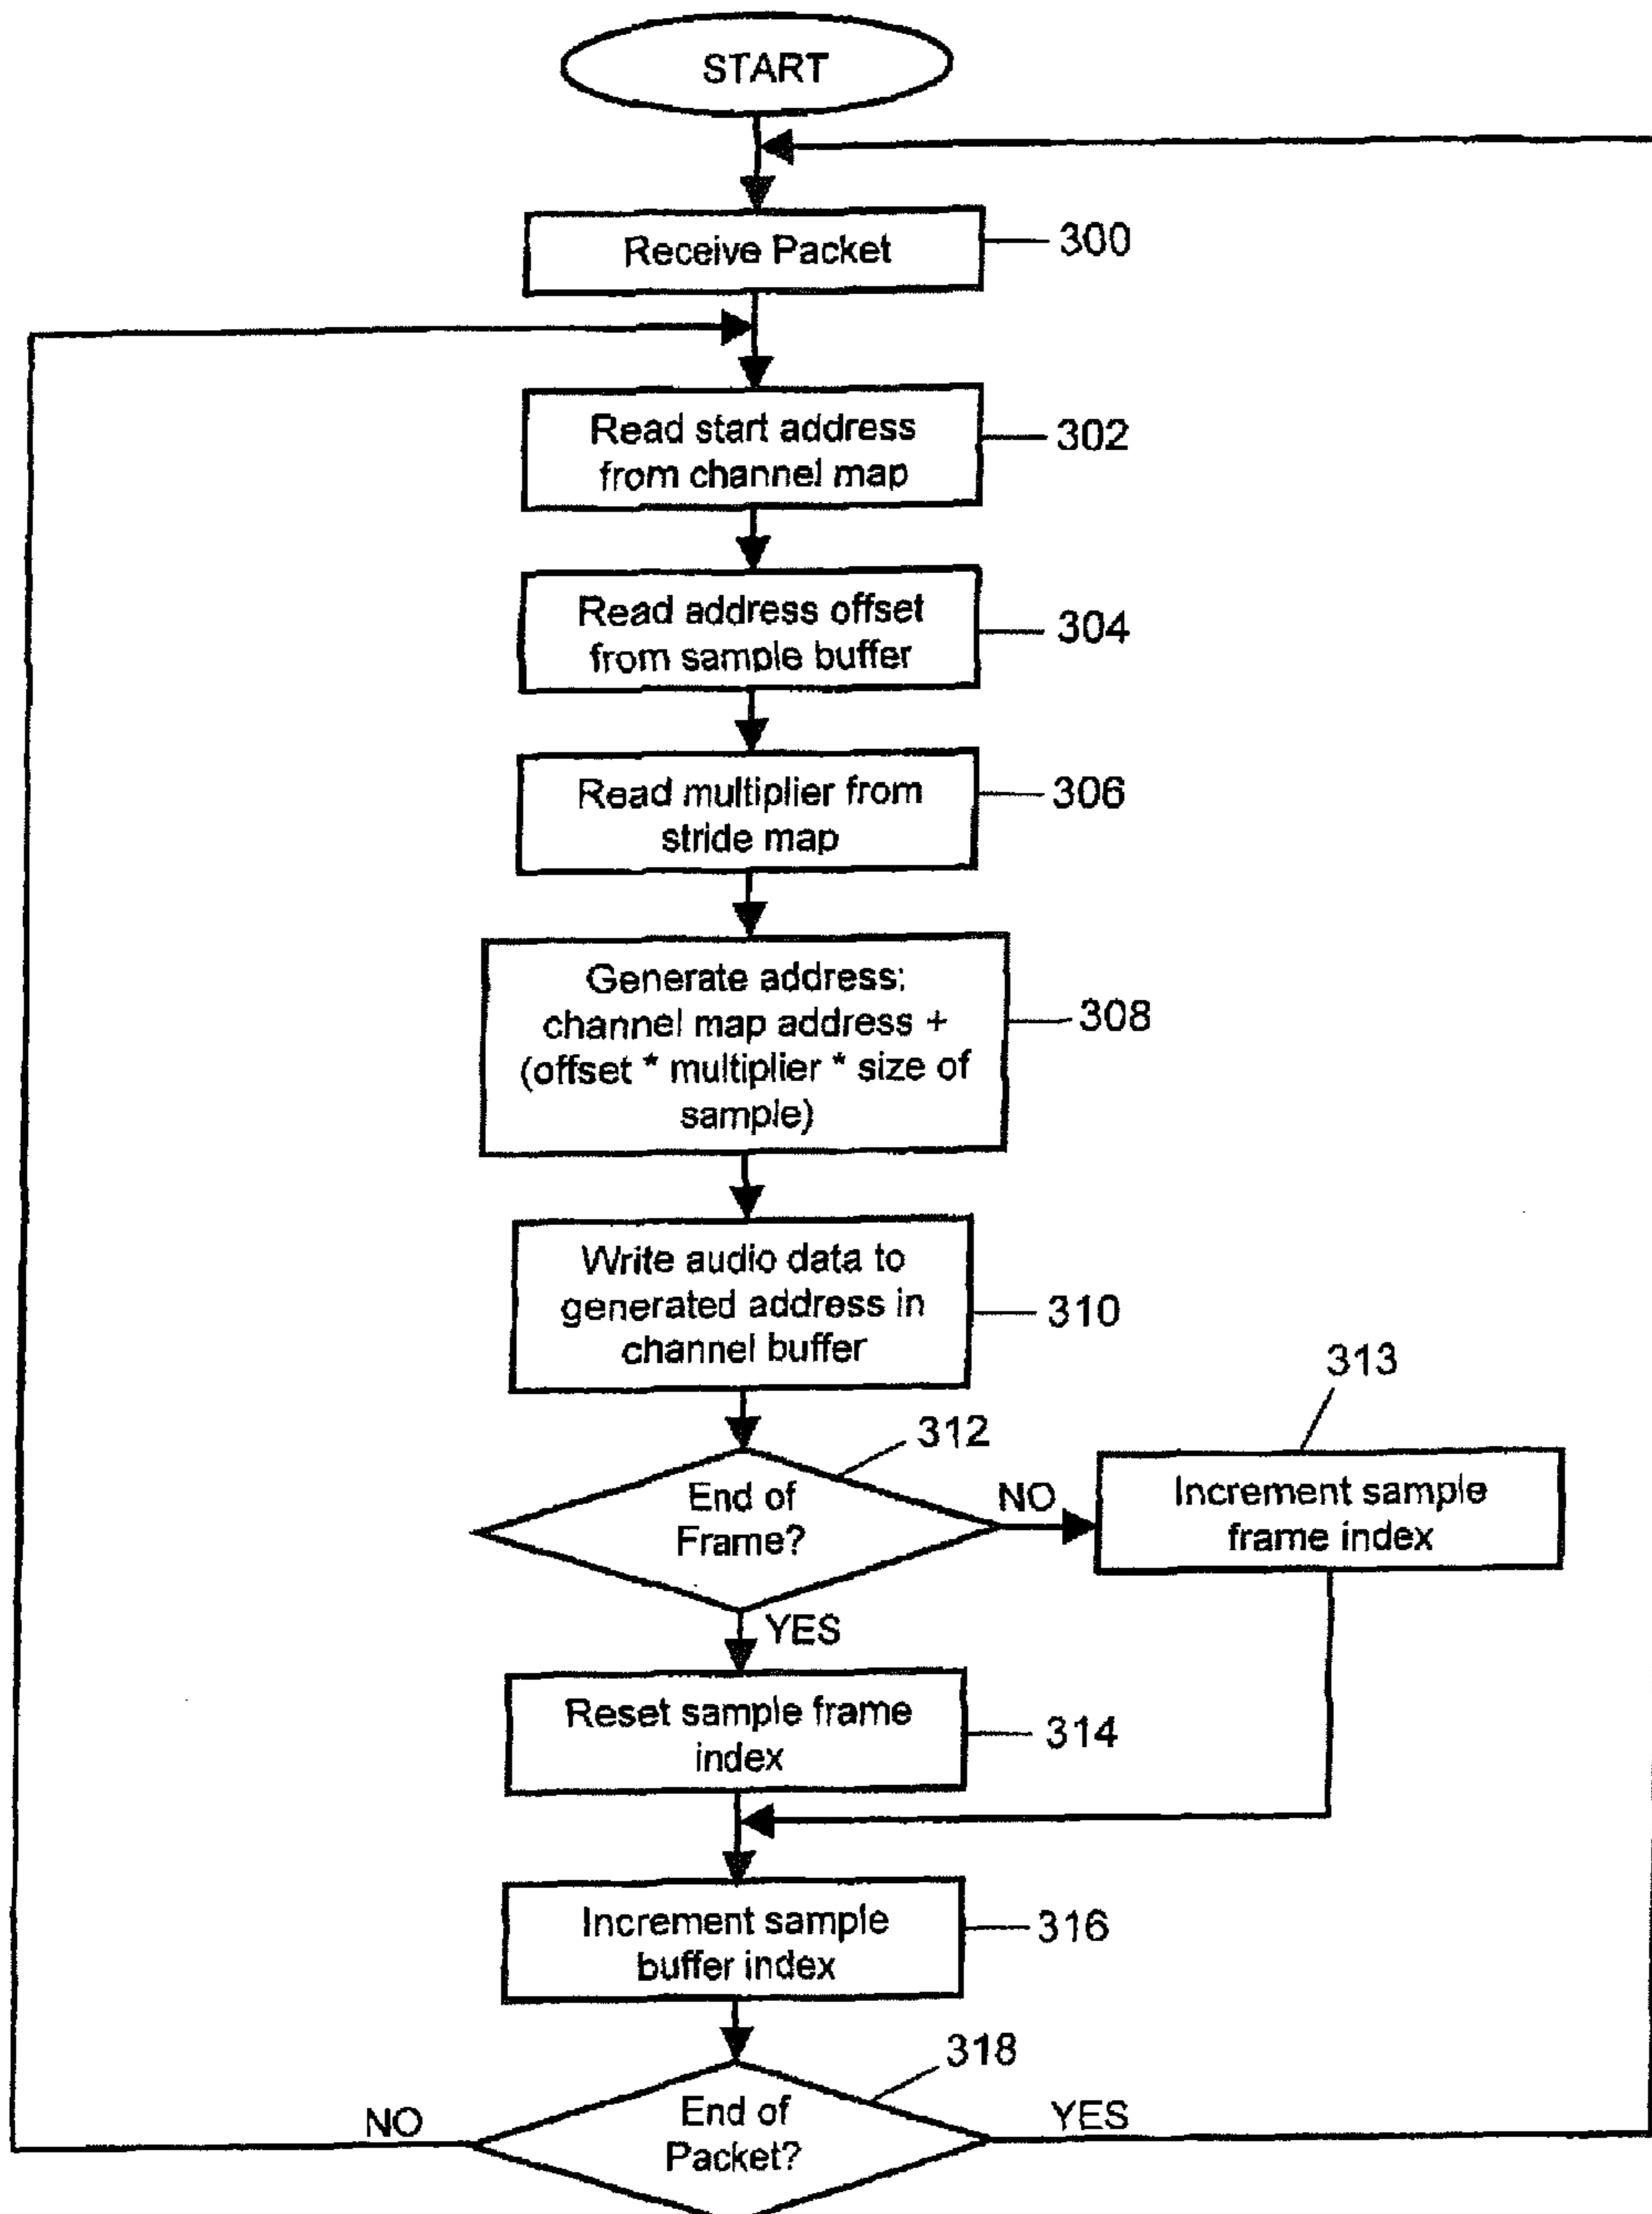 START
Receive Packet
300
Read start address
from channel map
302
Read address offset
from sample buffer
304
Read multiplier from
stride map
306
Generate address:
channel map address +
(offset * multiplier * size of
sample)
308
Write audio data to
generated address in
channel buffer
310
312
End of
Frame?
NO
313
Increment sample
frame index
YES
Reset sample frame
index
314
Increment sample
buffer index
316
318
End of
Packet?
NO
YES